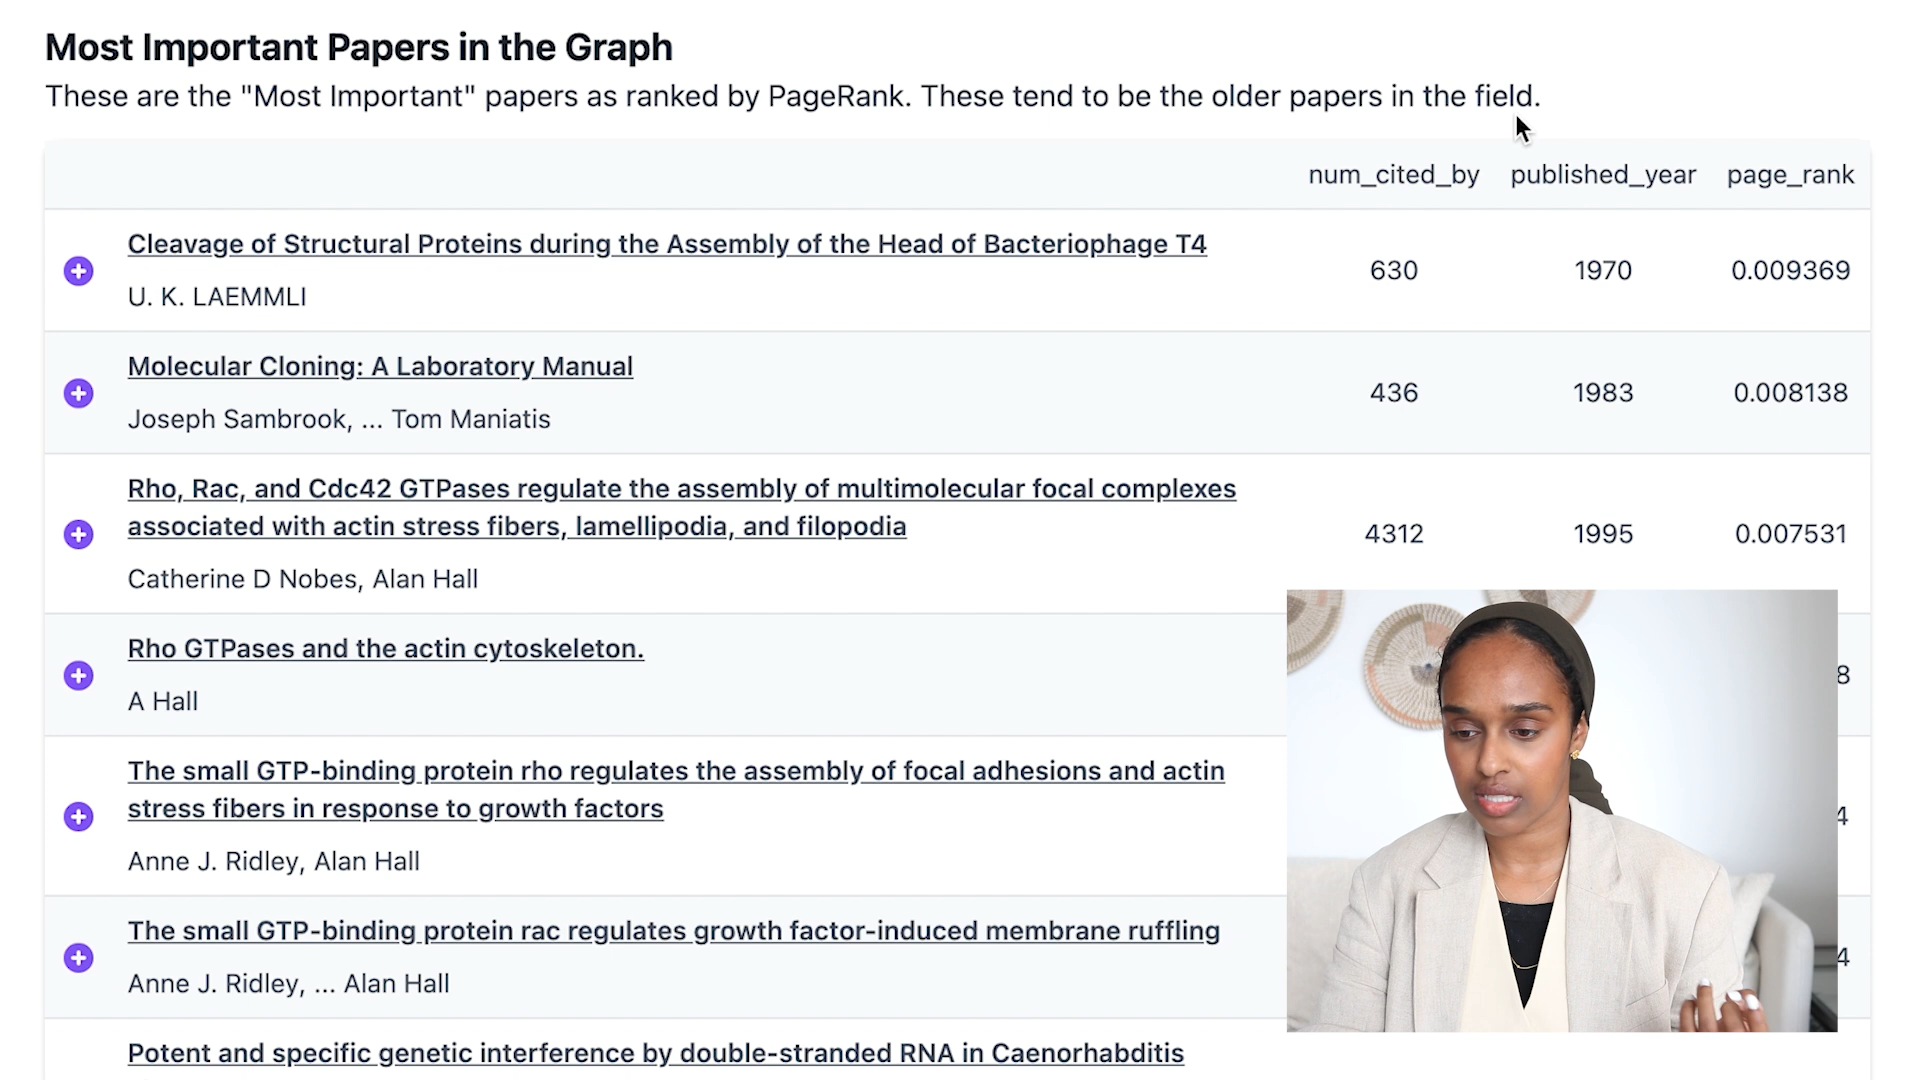 Most Important Papers in the Graph
These are the "Most Important" papers as ranked by PageRank. These tend to be the older papers in the field.
num_cited_by published_year page_rank
Cleavage of Structural Proteins during the Assembly of the Head of Bacteriophage T4
U. K. LAEMMLI
630 1970 0.009369
Molecular Cloning: A Laboratory Manual
Joseph Sambrook, ... Tom Maniatis
436 1983 0.008138
Rho, Rac, and Cdc42 GTPases regulate the assembly of multimolecular focal complexes
associated with actin stress fibers, lamellipodia, and filopodia
Catherine D Nobes, Alan Hall
4312 1995 0.007531
Rho GTPases and the actin cytoskeleton.
A Hall
8
The small GTP-binding protein rho regulates the assembly of focal adhesions and actin
stress fibers in response to growth factors
Anne J. Ridley, Alan Hall
4
The small GTP-binding protein rac regulates growth factor-induced membrane ruffling
Anne J. Ridley, ... Alan Hall
4
Potent and specific genetic interference by double-stranded RNA in Caenorhabditis